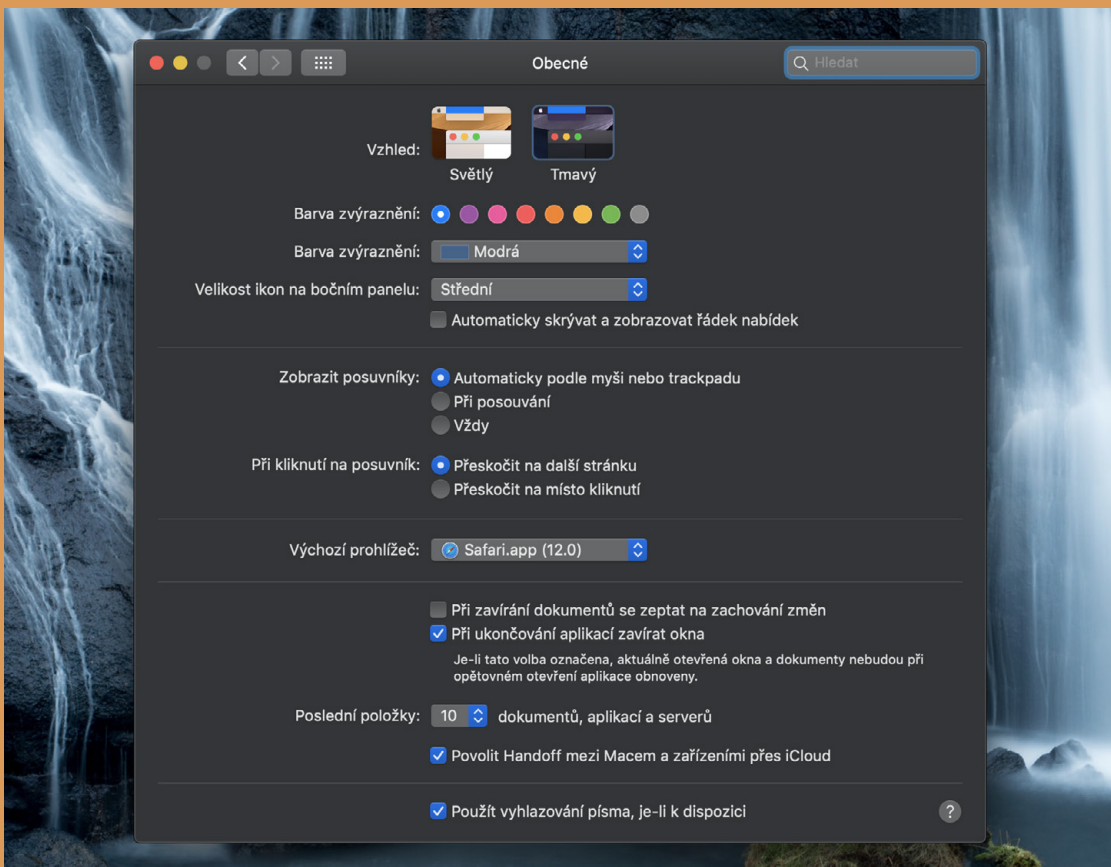 Obecné
Hledat
Vzhled:
Světlý
Tmavý
Barva zvýraznění:
Barva zvýraznění: Modrá
Velikost ikon na bočním panelu: Střední
Automaticky skrývat a zobrazovat řádek nabídek
Zobrazit posuvníky: Automaticky podle myši nebo trackpadu
Při posouvání
Vždy
Při kliknutí na posuvník: Přeskočit na další stránku
Přeskočit na místo kliknutí
Výchozí prohlížeč: Safari.app (12.0)
Při zavírání dokumentů se zeptat na zachování změn
Při ukončování aplikací zavírat okna
Je-li tato volba označena, aktuálně otevřená okna a dokumenty nebudou při
opětovném otevření aplikace obnoveny.
Poslední položky: 10 dokumentů, aplikací a serverů
Povolit Handoff mezi Macem a zařízeními přes iCloud
Použít vyhlazování písma, je-li k dispozici
?